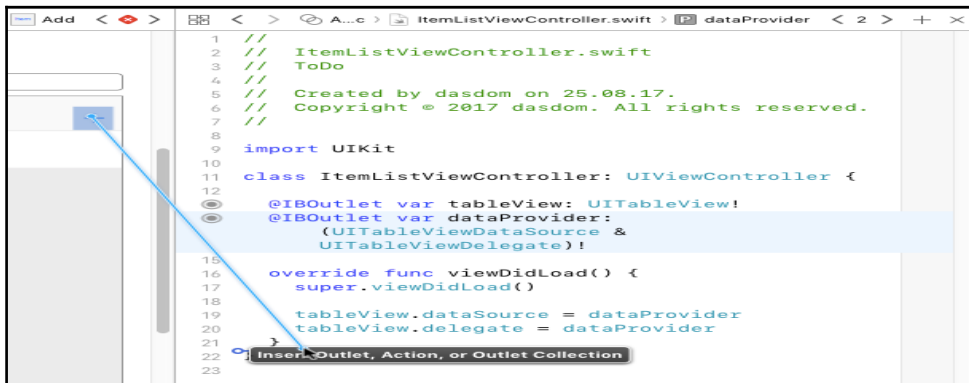 Add < > < > A...c > ItemListViewController.swift > P dataProvider < 2 > + ×
1 //
2 // ItemListViewController.swift
3 // ToDo
4 //
5 // Created by dasdom on 25.08.17.
6 // Copyright © 2017 dasdom. All rights reserved.
7 //
8
9 import UIKit
10
11 class ItemListViewController: UIViewController {
12
@IBOutlet var tableView: UITableView!
@IBOutlet var dataProvider:
(UITableViewDataSource &
UITableViewDelegate)!
15
16 override func viewDidLoad() {
17 super.viewDidLoad()
18
19 tableView.dataSource = dataProvider
20 tableView.delegate = dataProvider
21 }
22 Insert Outlet, Action, or Outlet Collection
23